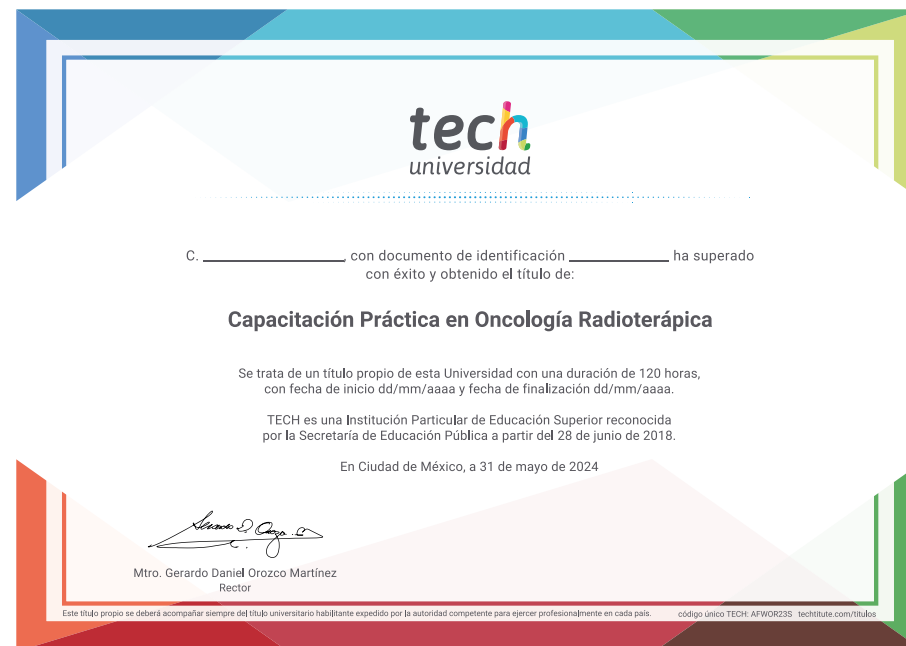 tech
universidad
C. ____________, con documento de identificación ____________ ha superado
con éxito y obtenido el título de:
Capacitación Práctica en Oncología Radioterápica
Se trata de un título propio de esta Universidad con una duración de 120 horas,
con fecha de inicio dd/mm/aaaa y fecha de finalización dd/mm/aaaa.
TECH es una Institución Particular de Educación Superior reconocida
por la Secretaría de Educación Pública a partir del 28 de junio de 2018.
En Ciudad de México, a 31 de mayo de 2024
Mtro. Gerardo Daniel Orozco Martínez
Rector
Este título propio se deberá acompañar siempre del título universitario habilitante expedido por la autoridad competente para ejercer profesionalmente en cada país. código único TECH: AFWOR23S techtitute.com/titulos